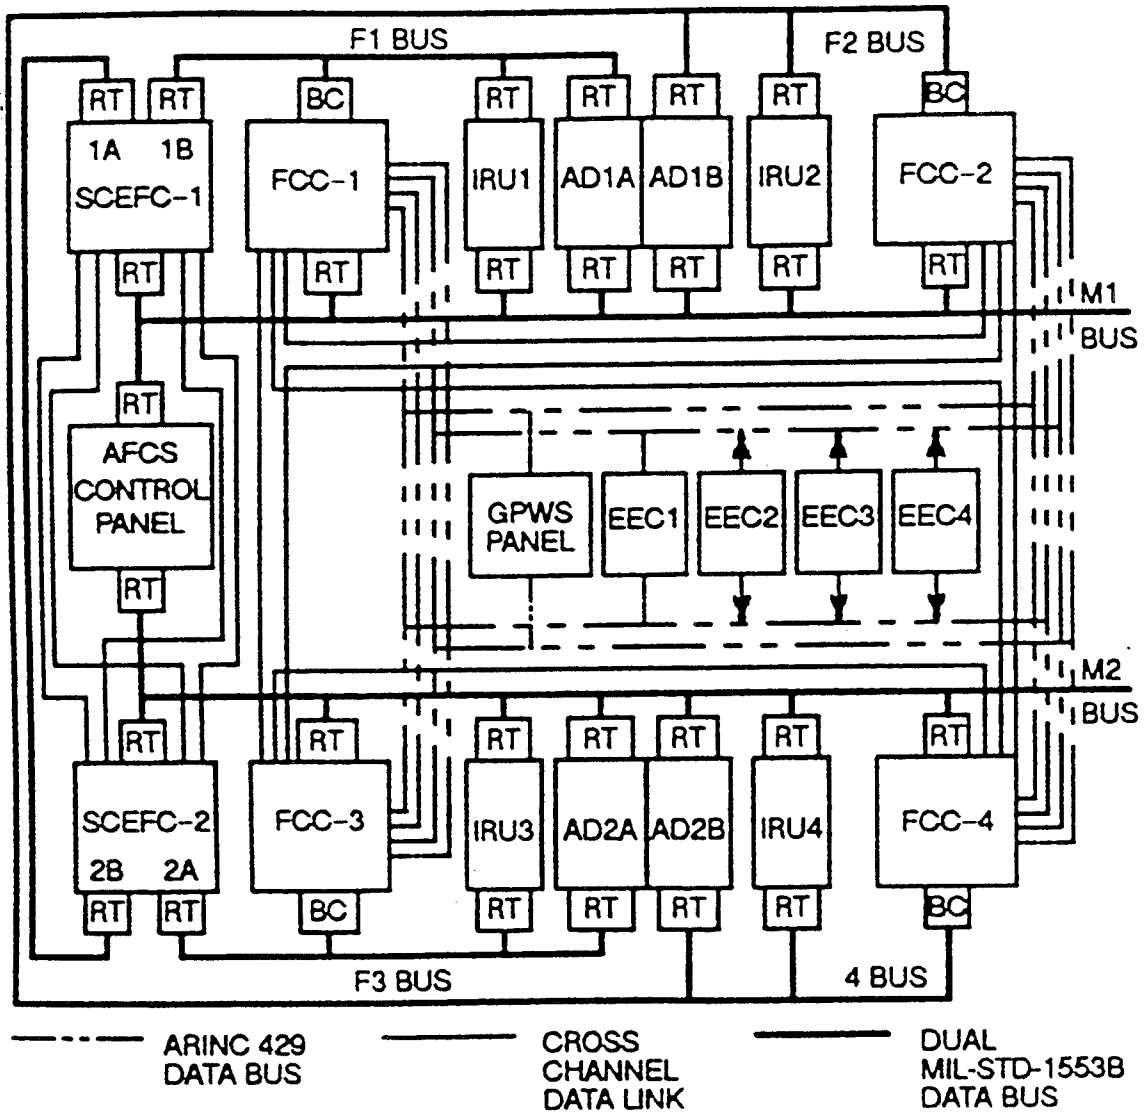 F1 BUS
F2 BUS
RT RT BC RT RT RT RT BC
1A 1B
SCEFC-1
FCC-1
IRU1
AD1A
AD1B
IRU2
FCC-2
RT RT RT RT RT RT RT
M1
BUS
RT
AFCS
CONTROL
PANEL
RT
GPWS
PANEL
EEC1
EEC2
EEC3
EEC4
M2
BUS
RT RT RT RT RT RT RT
SCEFC-2
2B 2A
FCC-3
IRU3
AD2A
AD2B
IRU4
FCC-4
RT RT BC RT RT RT RT BC
F3 BUS
4 BUS
ARINC 429
DATA BUS
CROSS
CHANNEL
DATA LINK
DUAL
MIL-STD-1553B
DATA BUS